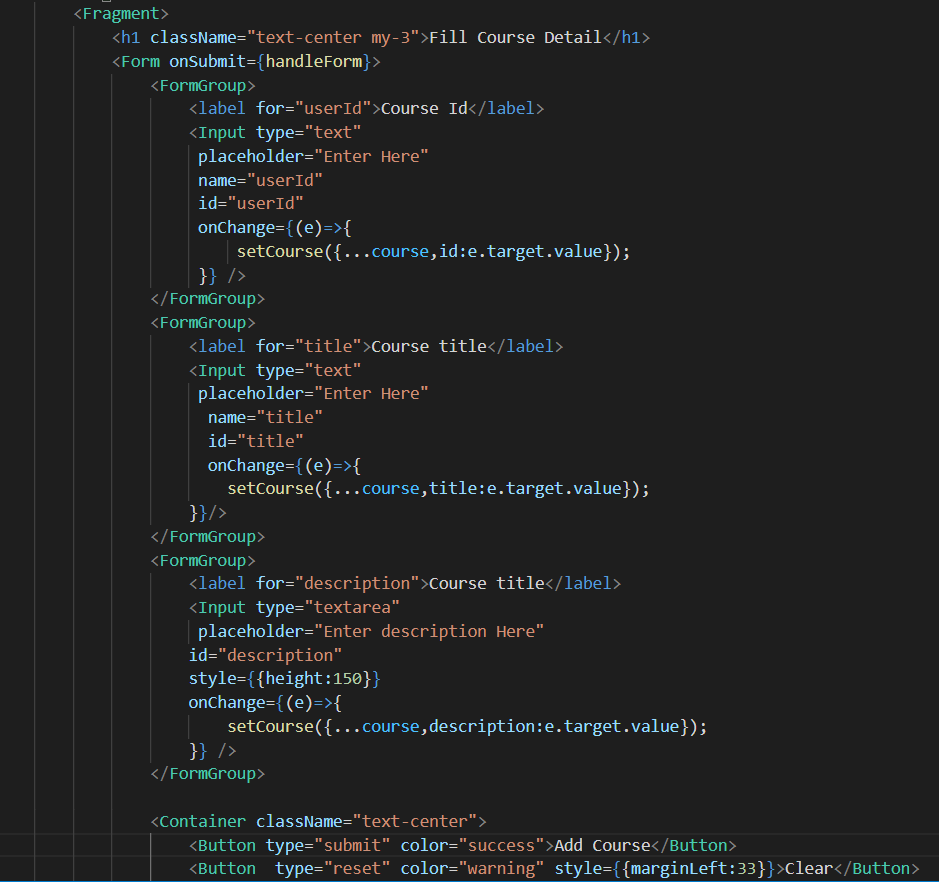 <Fragment>
<h1 className="text-center my-3">Fill Course Detail</h1>
<Form onSubmit={handleForm}>
<FormGroup>
<label for="userId">Course Id</label>
<Input type="text"
placeholder="Enter Here"
name="userId"
id="userId"
onChange={(e)=>{
setCourse({...course,id:e.target.value});
}} />
</FormGroup>
<FormGroup>
<label for="title">Course title</label>
<Input type="text"
placeholder="Enter Here"
name="title"
id="title"
onChange={(e)=>{
setCourse({...course,title:e.target.value});
}}/>
</FormGroup>
<FormGroup>
<label for="description">Course title</label>
<Input type="textarea"
placeholder="Enter description Here"
id="description"
style={{height:150}}
onChange={(e)=>{
setCourse({...course,description:e.target.value});
}} />
</FormGroup>
<Container className="text-center">
<Button type="submit" color="success">Add Course</Button>
<Button  type="reset" color="warning" style={{marginLeft:33}}>Clear</Button>